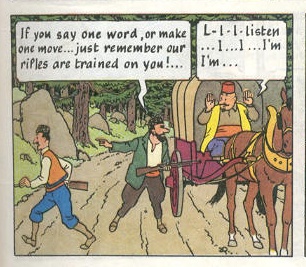 If you say one word, or make
one move... just remember our
rifles are trained on you!...
L-l-l-listen
...I...I...I'm
I'm...